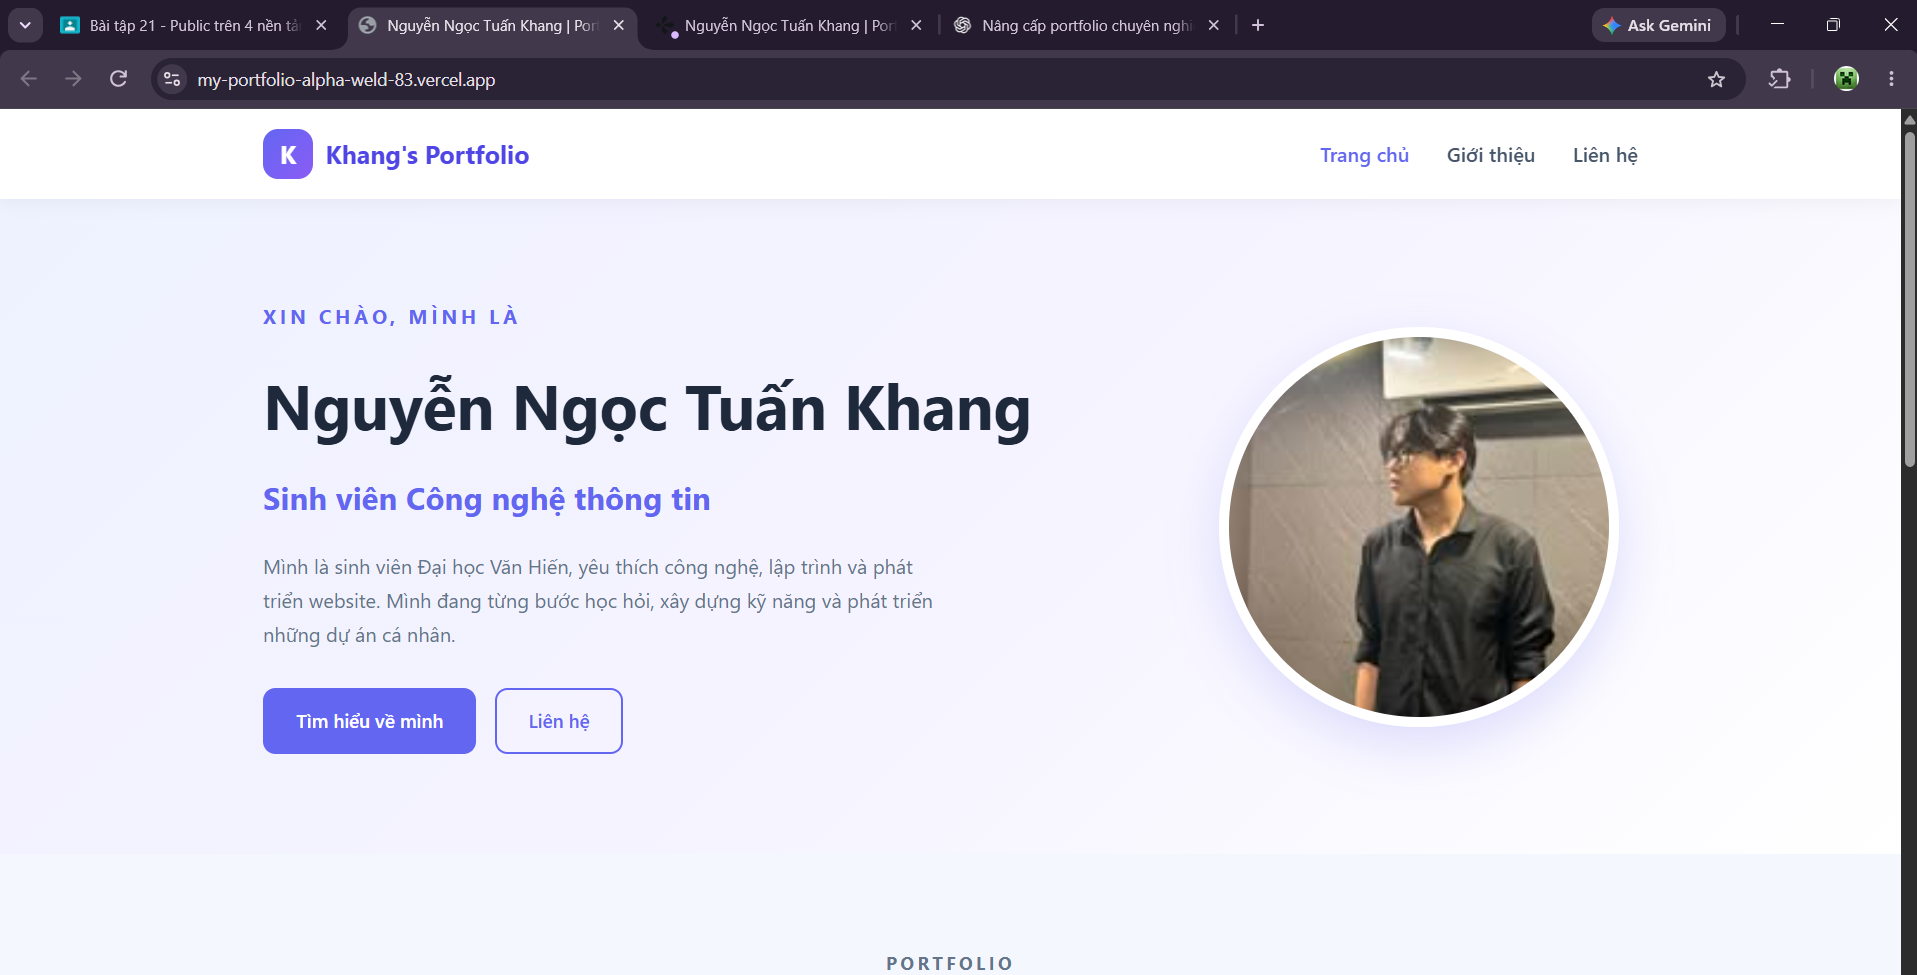 Bài tập 21 - Public trên 4 nền tả
Nguyễn Ngọc Tuấn Khang | Por
Nguyễn Ngọc Tuấn Khang | Por
Nâng cấp portfolio chuyên nghi
Ask Gemini
my-portfolio-alpha-weld-83.vercel.app
K
Khang's Portfolio
Trang chủ
Giới thiệu
Liên hệ
XIN CHÀO, MÌNH LÀ
Nguyễn Ngọc Tuấn Khang
Sinh viên Công nghệ thông tin
Mình là sinh viên Đại học Văn Hiến, yêu thích công nghệ, lập trình và phát
triển website. Mình đang từng bước học hỏi, xây dựng kỹ năng và phát triển
những dự án cá nhân.
Tìm hiểu về mình
Liên hệ
PORTFOLIO